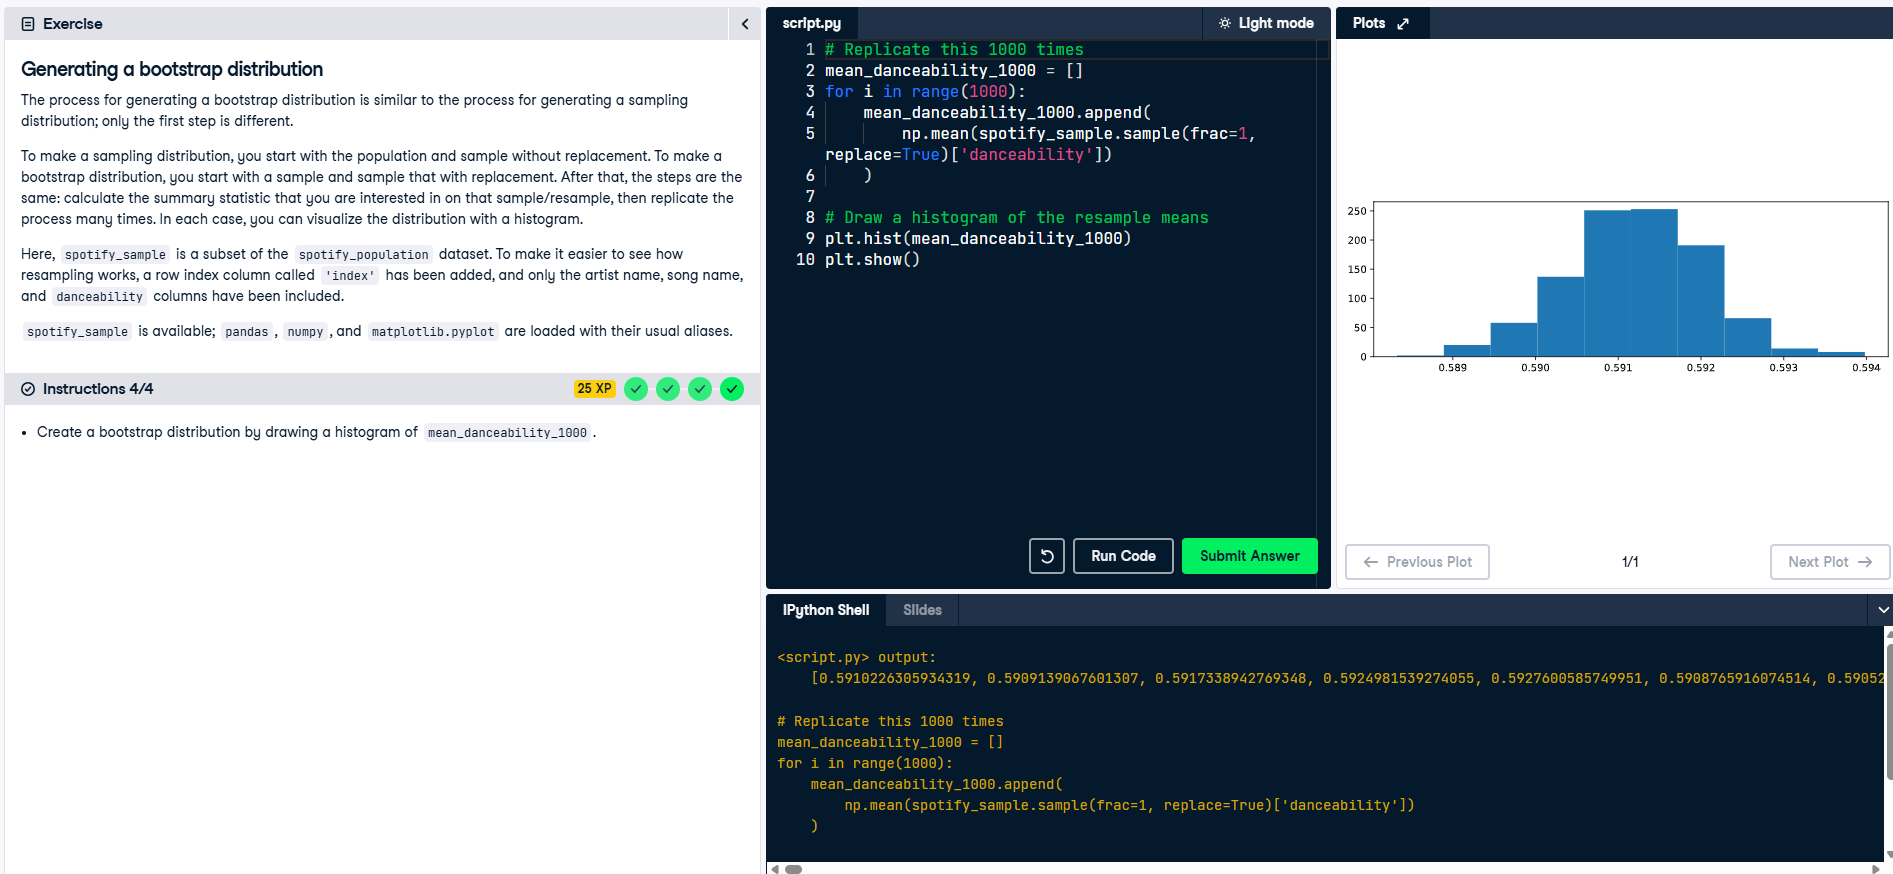 Exercise
Generating a bootstrap distribution
The process for generating a bootstrap distribution is similar to the process for generating a sampling
distribution; only the first step is different.
To make a sampling distribution, you start with the population and sample without replacement. To make a
bootstrap distribution, you start with a sample and sample that with replacement. After that, the steps are the
same: calculate the summary statistic that you are interested in on that sample/resample, then replicate the
process many times. In each case, you can visualize the distribution with a histogram.
Here, spotify_sample is a subset of the spotify_population dataset. To make it easier to see how
resampling works, a row index column called 'index' has been added, and only the artist name, song name,
and danceability columns have been included.
spotify_sample is available; pandas, numpy, and matplotlib.pyplot are loaded with their usual aliases.
Instructions 4/4
25 XP
• Create a bootstrap distribution by drawing a histogram of mean_danceability_1000.
script.py
Light mode
1 # Replicate this 1000 times
2 mean_danceability_1000 = []
3 for i in range(1000):
4     mean_danceability_1000.append(
5         np.mean(spotify_sample.sample(frac=1,
replace=True)['danceability'])
6     )
7
8 # Draw a histogram of the resample means
9 plt.hist(mean_danceability_1000)
10 plt.show()
Run Code
Submit Answer
Plots
250
200
150
100
50
0
0.589 0.590 0.591 0.592 0.593 0.594
Previous Plot
1/1
Next Plot
IPython Shell
Slides
<script.py> output:
    [0.5910226305934319, 0.5909139067601307, 0.5917338942769348, 0.5924981539274055, 0.5927600585749951, 0.5908765916074514, 0.59052
# Replicate this 1000 times
mean_danceability_1000 = []
for i in range(1000):
    mean_danceability_1000.append(
        np.mean(spotify_sample.sample(frac=1, replace=True)['danceability'])
    )